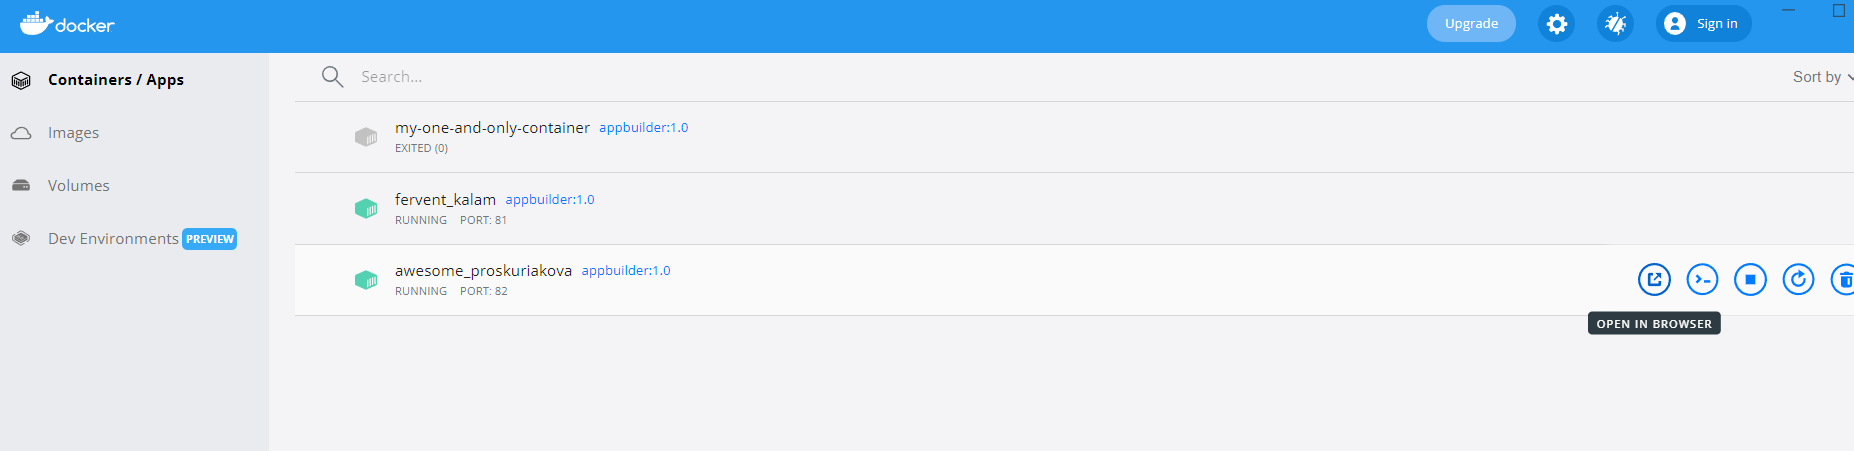 docker
Upgrade
Sign in
Containers / Apps
Images
Volumes
Dev Environments PREVIEW
Search...
Sort by
my-one-and-only-container appbuilder:1.0
EXITED (0)
fervent_kalam appbuilder:1.0
RUNNING PORT: 81
awesome_proskuriakova appbuilder:1.0
RUNNING PORT: 82
OPEN IN BROWSER